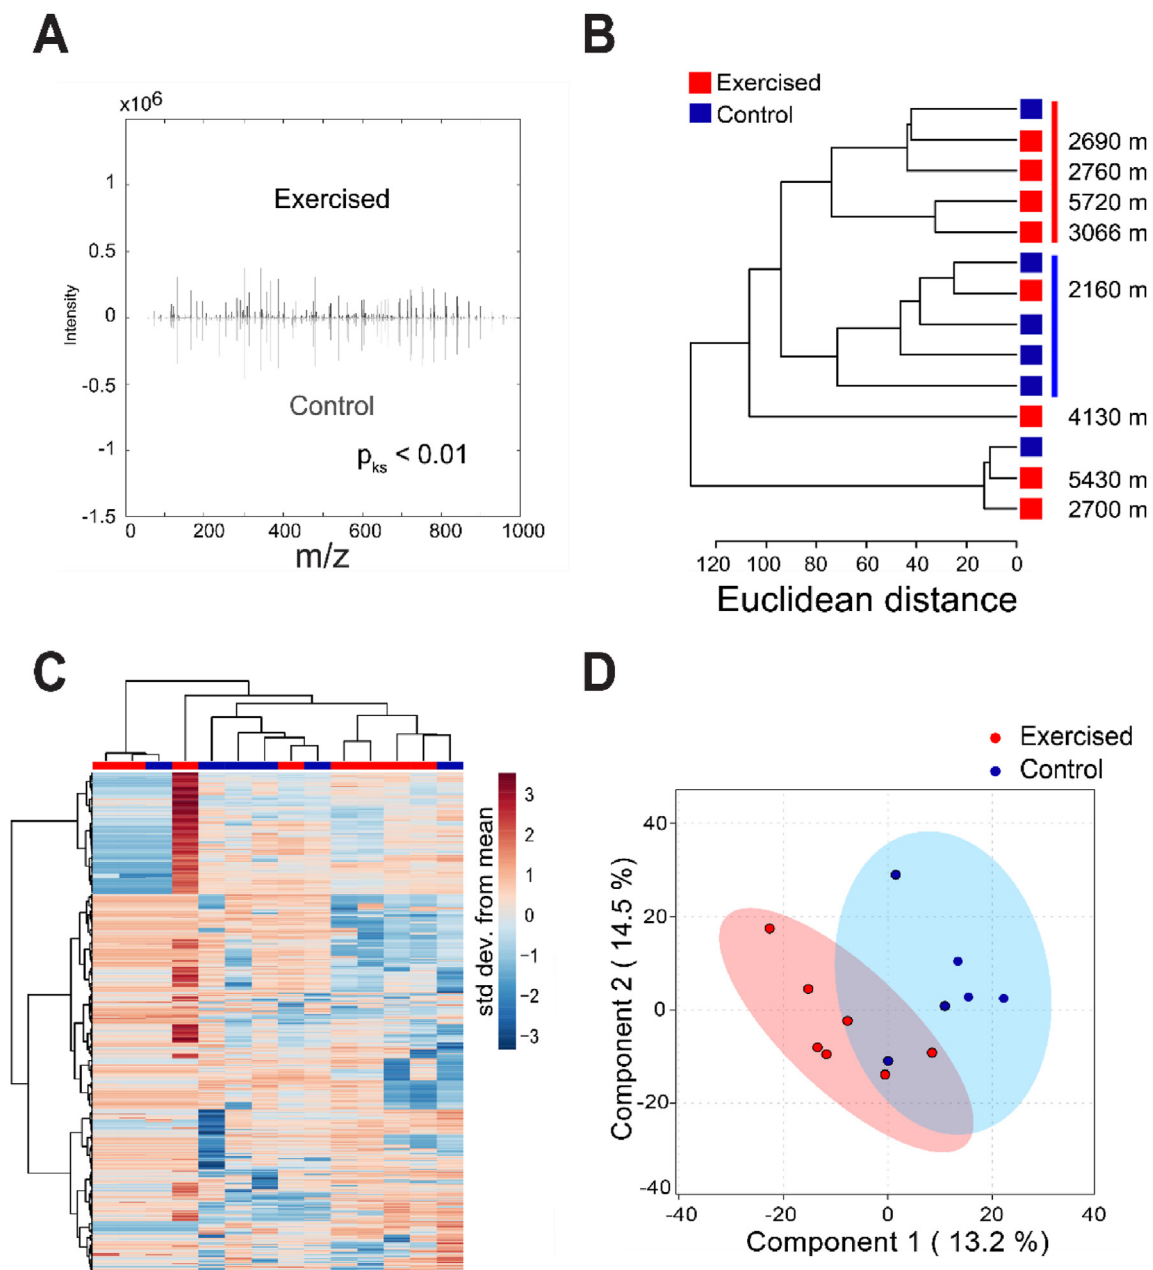 A
x10⁶
1
0.5
0
-0.5
-1
-1.5
Intensity
Exercised
Control
pₖₛ < 0.01
0 200 400 600 800 1000
m/z
B
Exercised
Control
2690 m
2760 m
5720 m
3066 m
2160 m
4130 m
5430 m
2700 m
120 100 80 60 40 20 0
Euclidean distance
C
3
2
1
0
−1
−2
−3
std dev. from mean
D
Exercised
Control
40
20
0
-20
-40
Component 2 ( 14.5 %)
-40 -20 0 20 40
Component 1 ( 13.2 %)